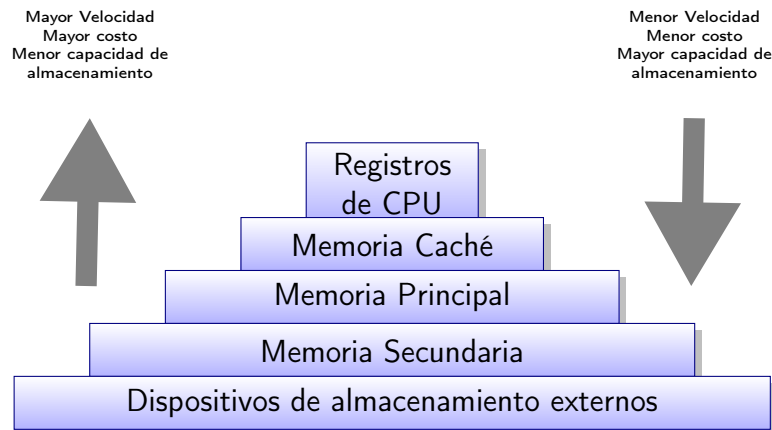 Mayor Velocidad
Mayor costo
Menor capacidad de
almacenamiento
Menor Velocidad
Menor costo
Mayor capacidad de
almacenamiento
Registros
de CPU
Memoria Caché
Memoria Principal
Memoria Secundaria
Dispositivos de almacenamiento externos